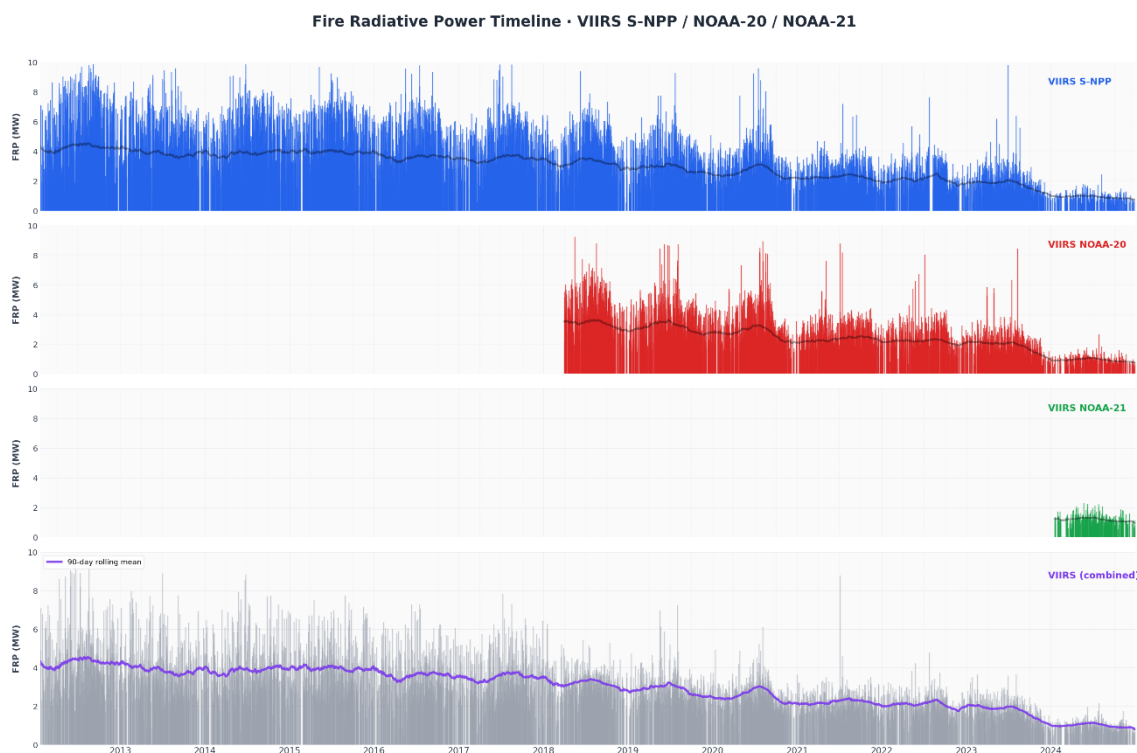 Fire Radiative Power Timeline · VIIRS S-NPP / NOAA-20 / NOAA-21
10
8
6
4
2
0
FRP (MW)
VIIRS S-NPP
10
8
6
4
2
0
FRP (MW)
VIIRS NOAA-20
10
8
6
4
2
0
FRP (MW)
VIIRS NOAA-21
10
8
6
4
2
0
FRP (MW)
90-day rolling mean
VIIRS (combined)
2013 2014 2015 2016 2017 2018 2019 2020 2021 2022 2023 2024